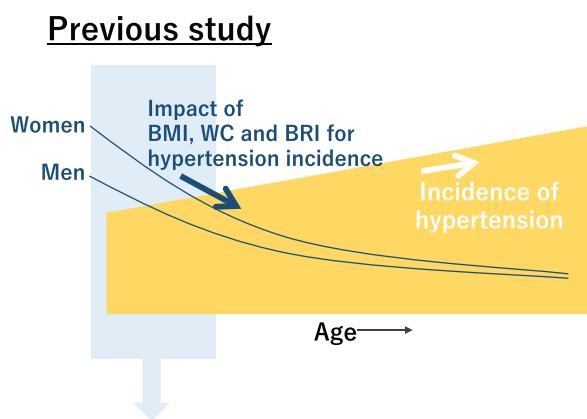 Previous study
Women
Men
Impact of
BMI, WC and BRI for
hypertension incidence
Incidence of
hypertension
Age